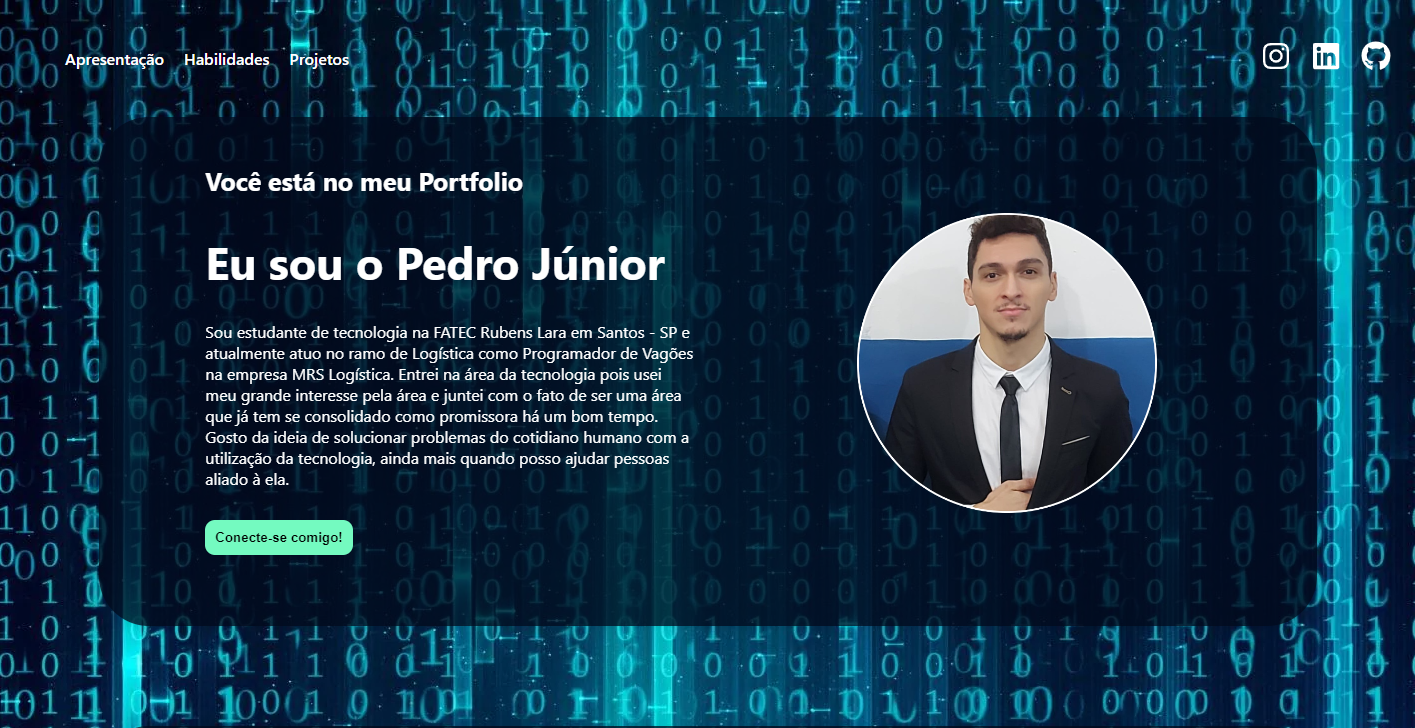 Apresentação Habilidades Projetos
Você está no meu Portfolio
Eu sou o Pedro Júnior
Sou estudante de tecnologia na FATEC Rubens Lara em Santos - SP e
atualmente atuo no ramo de Logística como Programador de Vagões
na empresa MRS Logística. Entrei na área da tecnologia pois usei
meu grande interesse pela área e juntei com o fato de ser uma área
que já tem se consolidado como promissora há um bom tempo.
Gosto da ideia de solucionar problemas do cotidiano humano com a
utilização da tecnologia, ainda mais quando posso ajudar pessoas
aliado à ela.
Conecte-se comigo!